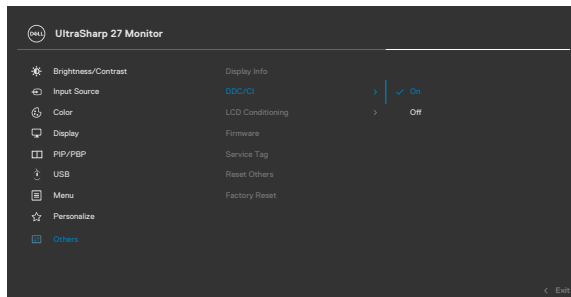 DELL UltraSharp 27 Monitor
Brightness/Contrast Display Info
Input Source DDC/CI > ✓ On
Color LCD Conditioning > Off
Display Firmware
PIP/PBP Service Tag
USB Reset Others
Menu Factory Reset
Personalize
Others
< Exit